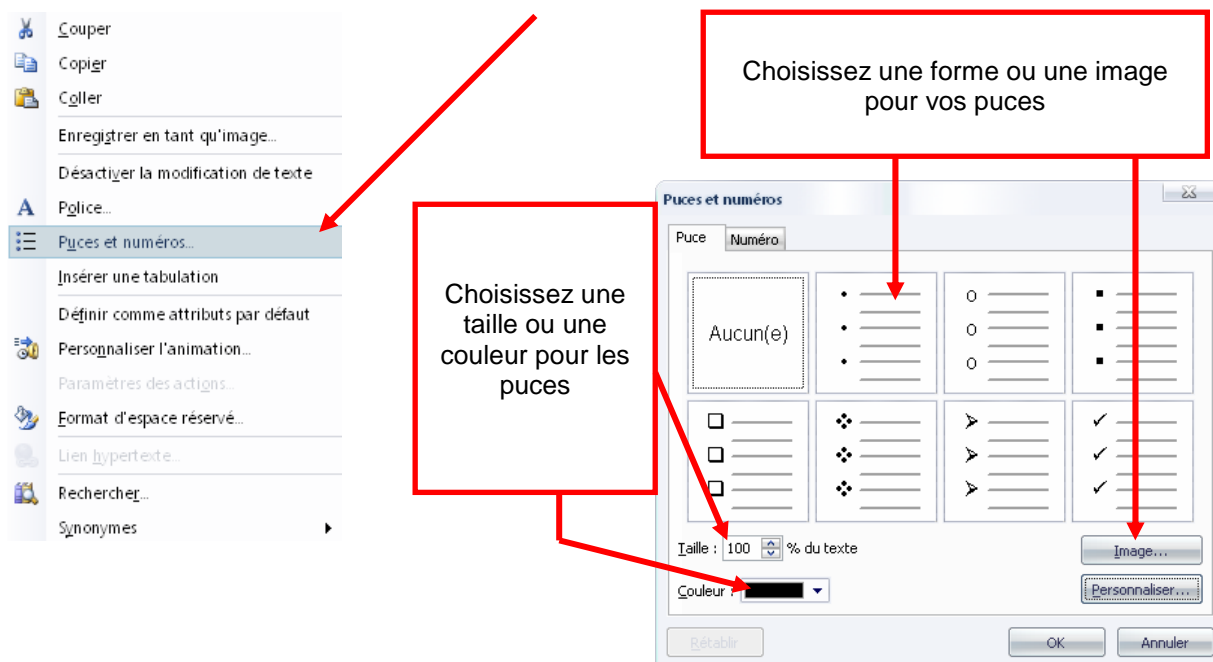 Couper
Copier
Coller
Enregistrer en tant qu'image...
Désactiver la modification de texte
Police...
Puces et numéros...
Insérer une tabulation
Définir comme attributs par défaut
Personnaliser l'animation...
Paramètres des actions...
Format d'espace réservé...
Lien hypertexte...
Rechercher...
Synonymes
Choisissez une
taille ou une
couleur pour les
puces
Choisissez une forme ou une image
pour vos puces
Puces et numéros
Puce Numéro
Aucun(e)
Taille : 100 % du texte
Image...
Couleur :
Personnaliser...
Rétablir
OK
Annuler